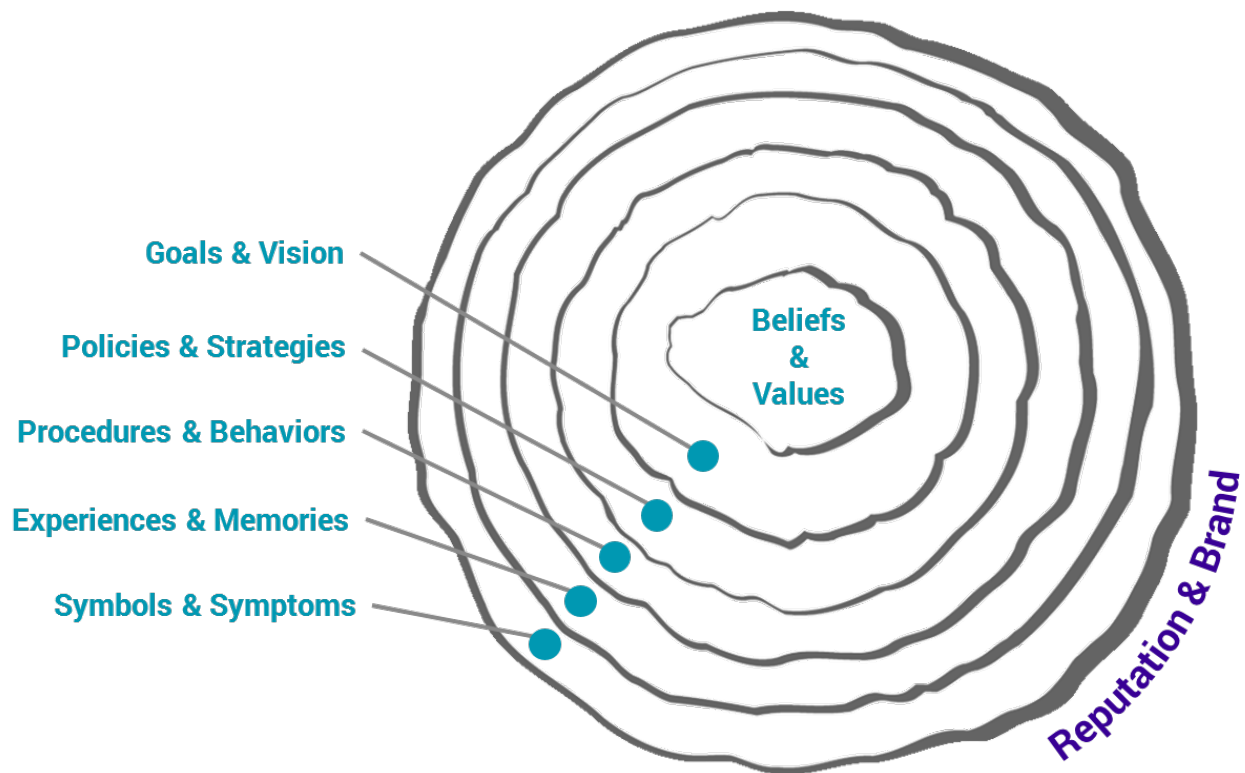 Goals & Vision
Policies & Strategies
Procedures & Behaviors
Experiences & Memories
Symbols & Symptoms
Beliefs
&
Values
Reputation & Brand